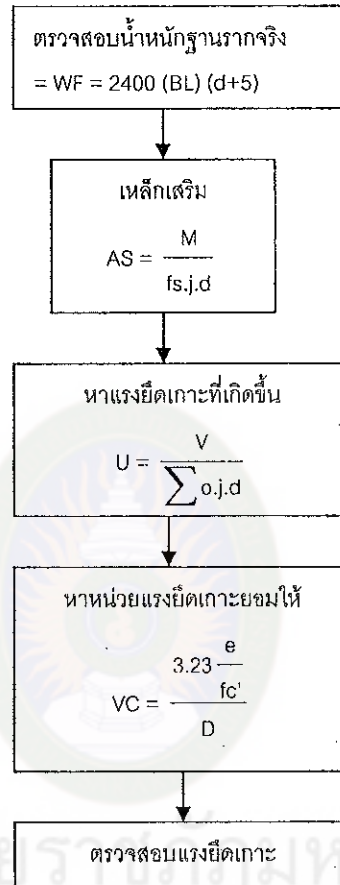 ตรวจสอบน้ำหนักฐานรากจริง
= WF = 2400 (BL) (d+5)
เหล็กเสริม
AS = M
fs.j.d
หาแรงยึดเกาะที่เกิดขึ้น
U = V
∑o.j.d
หาหน่วยแรงยึดเกาะยอมให้
3.23 e
fc'
VC =
D
ตรวจสอบแรงยึดเกาะ